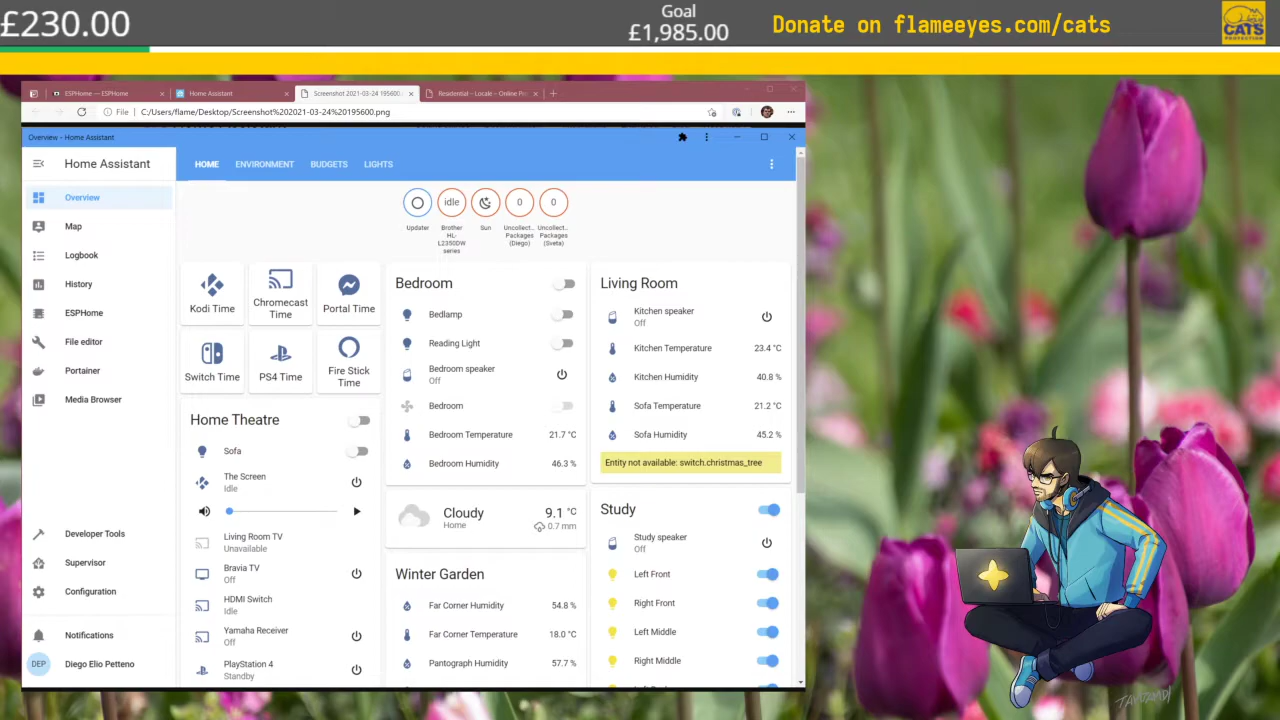 £230.00
Goal
£1,985.00
Donate on flameeyes.com/cats
CATS
PROTECTION
ESPHome — ESPHome
Home Assistant
Screenshot 2021-03-24 195600.
Residential – Locale – Online Po
File
C:/Users/flame/Desktop/Screenshot%202021-03-24%20195600.png
Overview - Home Assistant
Home Assistant
HOME
ENVIRONMENT
BUDGETS
LIGHTS
Overview
Map
Logbook
History
ESPHome
File editor
Portainer
Media Browser
Developer Tools
Supervisor
Configuration
Notifications
DEP
Diego Elio Petteno
idle
0
0
Updater
Brother
HL-
L2350DW
series
Sun
Uncollect..
Packages
(Diego)
Uncollect..
Packages
(Sveta)
Kodi Time
Chromecast
Time
Portal Time
Switch Time
PS4 Time
Fire Stick
Time
Home Theatre
Sofa
The Screen
Idle
Living Room TV
Unavailable
Bravia TV
Off
HDMI Switch
Idle
Yamaha Receiver
Off
PlayStation 4
Standby
Bedroom
Bedlamp
Reading Light
Bedroom speaker
Off
Bedroom
Bedroom Temperature
21.7 °C
Bedroom Humidity
46.3 %
Cloudy
Home
9.1 °C
0.7 mm
Winter Garden
Far Corner Humidity
54.8 %
Far Corner Temperature
18.0 °C
Pantograph Humidity
57.7 %
Living Room
Kitchen speaker
Off
Kitchen Temperature
23.4 °C
Kitchen Humidity
40.8 %
Sofa Temperature
21.2 °C
Sofa Humidity
45.2 %
Entity not available: switch.christmas_tree
Study
Study speaker
Off
Left Front
Right Front
Left Middle
Right Middle